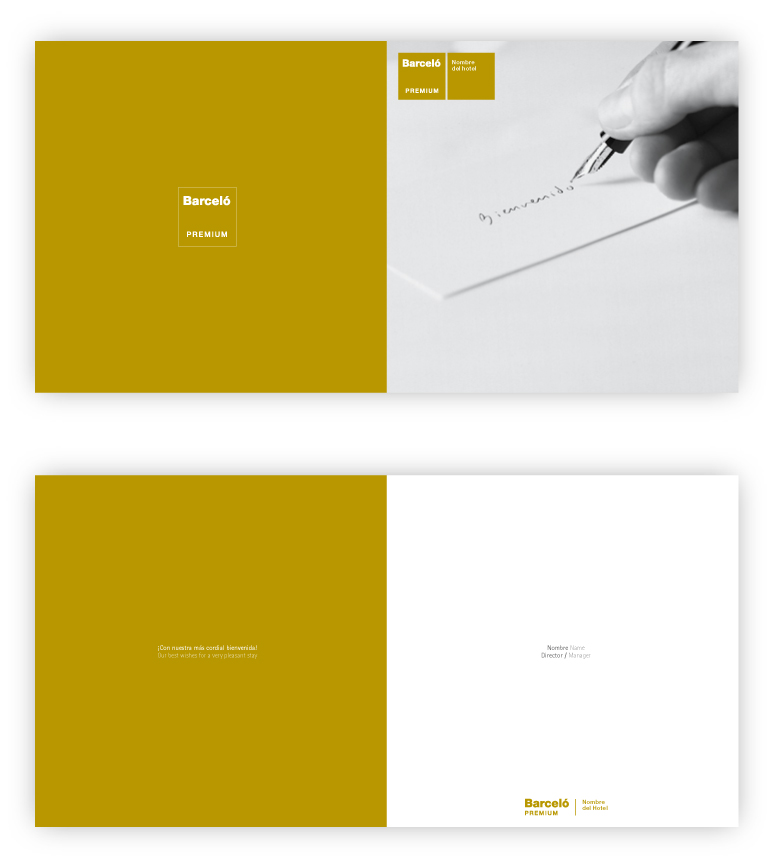 Barceló
PREMIUM
Barceló
PREMIUM
Nombre
del hotel
Bienvenido
¡Con nuestra más cordial bienvenida!
Our best wishes for a very pleasant stay
Nombre Name
Director / Manager
Barceló
PREMIUM
Nombre
del Hotel